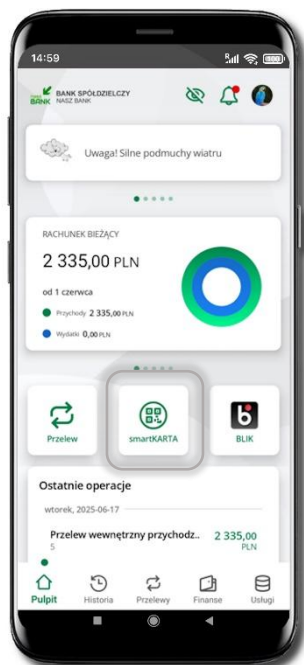 14:59
BANK SPÓŁDZIELCZY
BANK NASZ BANK
Uwaga! Silne podmuchy wiatru
RACHUNEK BIEŻĄCY
2 335,00 PLN
od 1 czerwca
Przychody 2 335,00 PLN
Wydatki 0,00 PLN
Przelew
smartKARTA
BLIK
Ostatnie operacje
wtorek, 2025-06-17
Przelew wewnętrzny przychodz.. 2 335,00
5 PLN
Pulpit Historia Przelewy Finanse Usługi